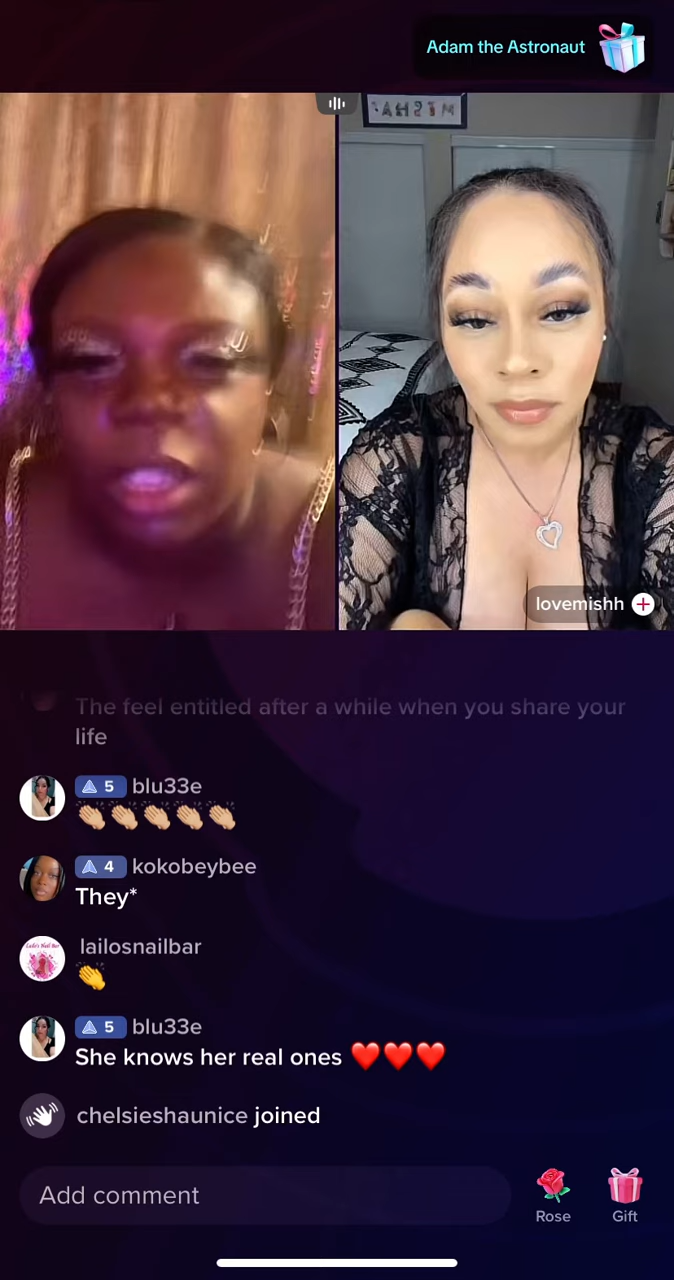 Adam the Astronaut
MISHA'
lovemishh
The feel entitled after a while when you share your
life
5 blu33e
👏🏼👏🏼👏🏼👏🏼👏🏼
4 kokobeybee
They*
lailosnailbar
👏
5 blu33e
She knows her real ones ❤️❤️❤️
chelsieshaunice joined
Add comment
Rose
Gift